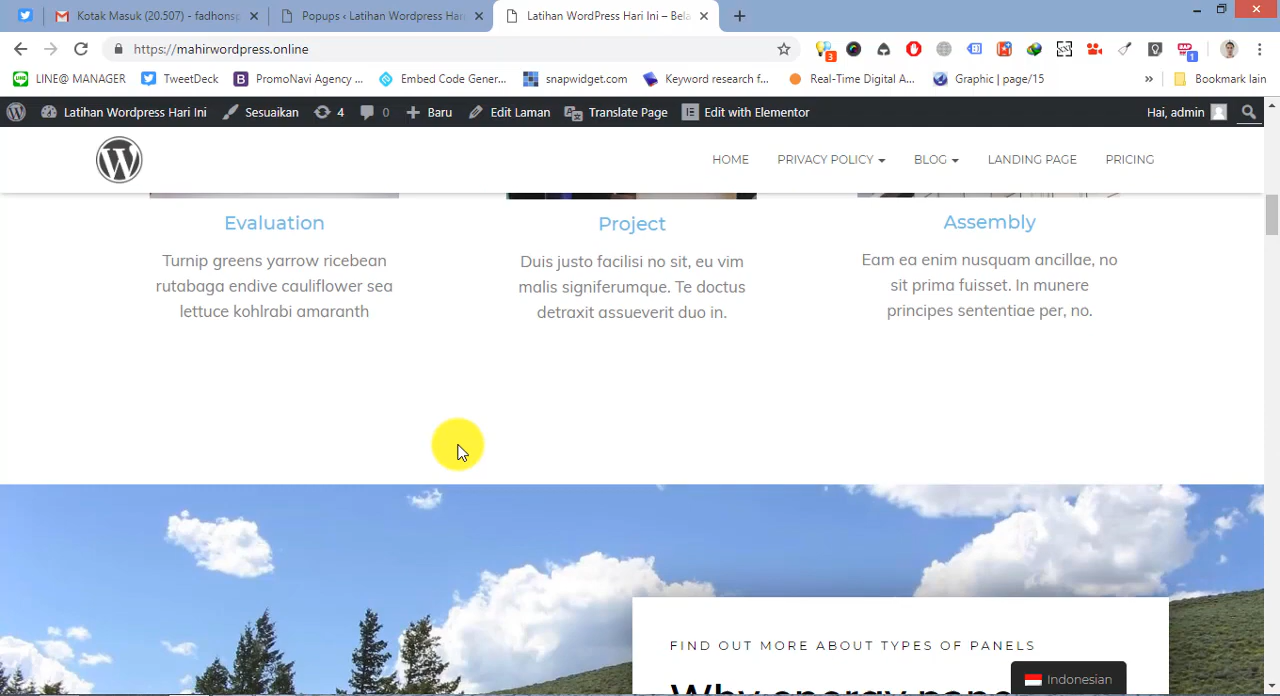 Kotak Masuk (20.507) - fadhons
Popups ‹ Latihan Wordpress Har
Latihan WordPress Hari Ini – Bela
https://mahirwordpress.online
3
1
LINE@ MANAGER
TweetDeck
PromoNavi Agency ...
Embed Code Gener...
snapwidget.com
Keyword research f...
Real-Time Digital A...
Graphic | page/15
»
Bookmark lain
Latihan Wordpress Hari Ini
Sesuaikan
4
0
Baru
Edit Laman
Translate Page
Edit with Elementor
Hai, admin
HOME
PRIVACY POLICY
BLOG
LANDING PAGE
PRICING
Evaluation
Turnip greens yarrow ricebean
rutabaga endive cauliflower sea
lettuce kohlrabi amaranth
Project
Duis justo facilisi no sit, eu vim
malis signiferumque. Te doctus
detraxit assueverit duo in.
Assembly
Eam ea enim nusquam ancillae, no
sit prima fuisset. In munere
principes sententiae per, no.
FIND OUT MORE ABOUT TYPES OF PANELS
Why energy pane
Indonesian